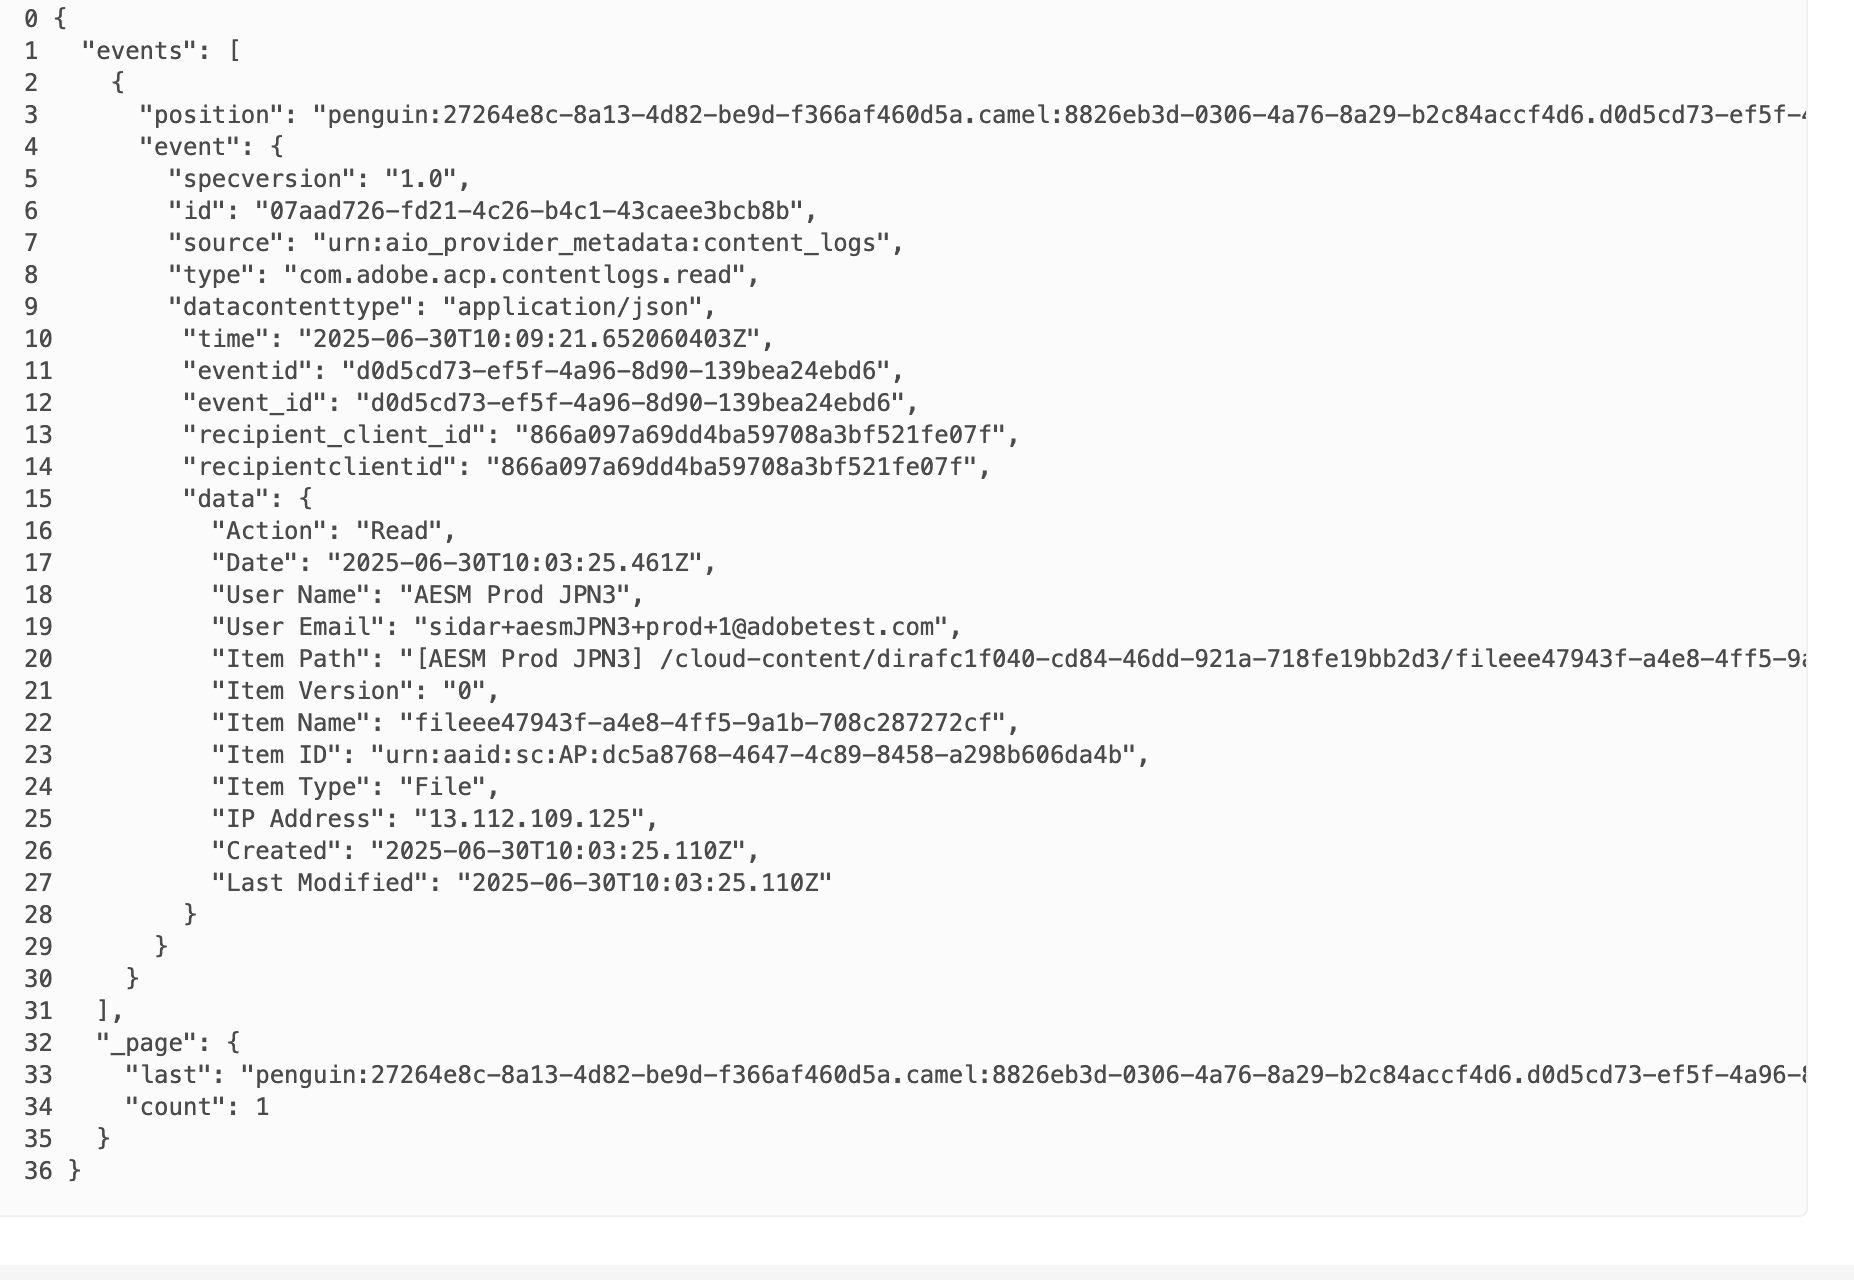 0 {
1   "events": [
2     {
3       "position": "penguin:27264e8c-8a13-4d82-be9d-f366af460d5a.camel:8826eb3d-0306-4a76-8a29-b2c84accf4d6.d0d5cd73-ef5f-4
4       "event": {
5         "specversion": "1.0",
6         "id": "07aad726-fd21-4c26-b4c1-43caee3bcb8b",
7         "source": "urn:aio_provider_metadata:content_logs",
8         "type": "com.adobe.acp.contentlogs.read",
9         "datacontenttype": "application/json",
10         "time": "2025-06-30T10:09:21.652060403Z",
11         "eventid": "d0d5cd73-ef5f-4a96-8d90-139bea24ebd6",
12         "event_id": "d0d5cd73-ef5f-4a96-8d90-139bea24ebd6",
13         "recipient_client_id": "866a097a69dd4ba59708a3bf521fe07f",
14         "recipientclientid": "866a097a69dd4ba59708a3bf521fe07f",
15         "data": {
16           "Action": "Read",
17           "Date": "2025-06-30T10:03:25.461Z",
18           "User Name": "AESM Prod JPN3",
19           "User Email": "sidar+aesmJPN3+prod+1@adobetest.com",
20           "Item Path": "[AESM Prod JPN3] /cloud-content/dirafc1f040-cd84-46dd-921a-718fe19bb2d3/fileee47943f-a4e8-4ff5-9a
21           "Item Version": "0",
22           "Item Name": "fileee47943f-a4e8-4ff5-9a1b-708c287272cf",
23           "Item ID": "urn:aaid:sc:AP:dc5a8768-4647-4c89-8458-a298b606da4b",
24           "Item Type": "File",
25           "IP Address": "13.112.109.125",
26           "Created": "2025-06-30T10:03:25.110Z",
27           "Last Modified": "2025-06-30T10:03:25.110Z"
28         }
29       }
30     }
31   ],
32   "_page": {
33     "last": "penguin:27264e8c-8a13-4d82-be9d-f366af460d5a.camel:8826eb3d-0306-4a76-8a29-b2c84accf4d6.d0d5cd73-ef5f-4a96-8
34     "count": 1
35   }
36 }